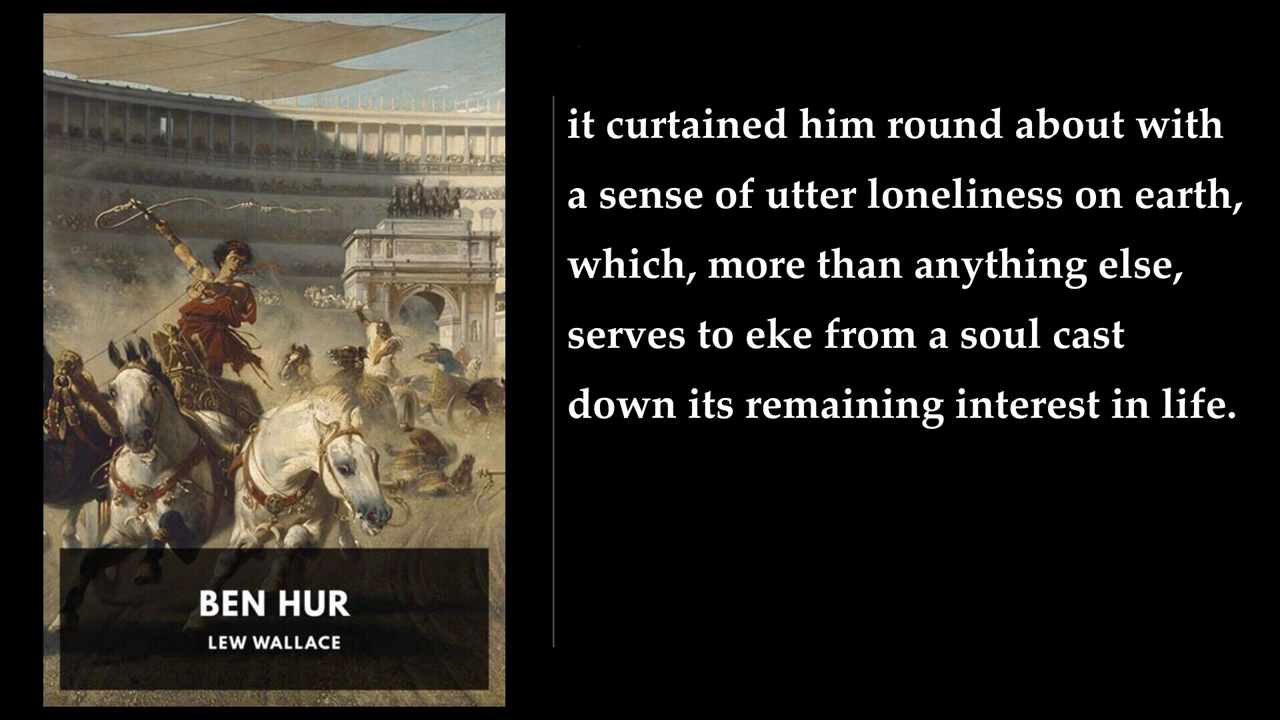 BEN HUR
LEW WALLACE
it curtained him round about with
a sense of utter loneliness on earth,
which, more than anything else,
serves to eke from a soul cast
down its remaining interest in life.